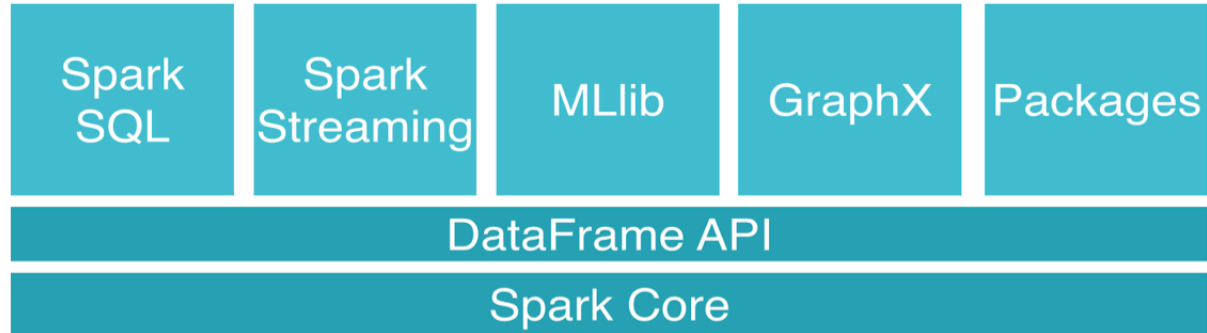 Spark
SQL
Spark
Streaming
MLlib
GraphX
Packages
DataFrame API
Spark Core